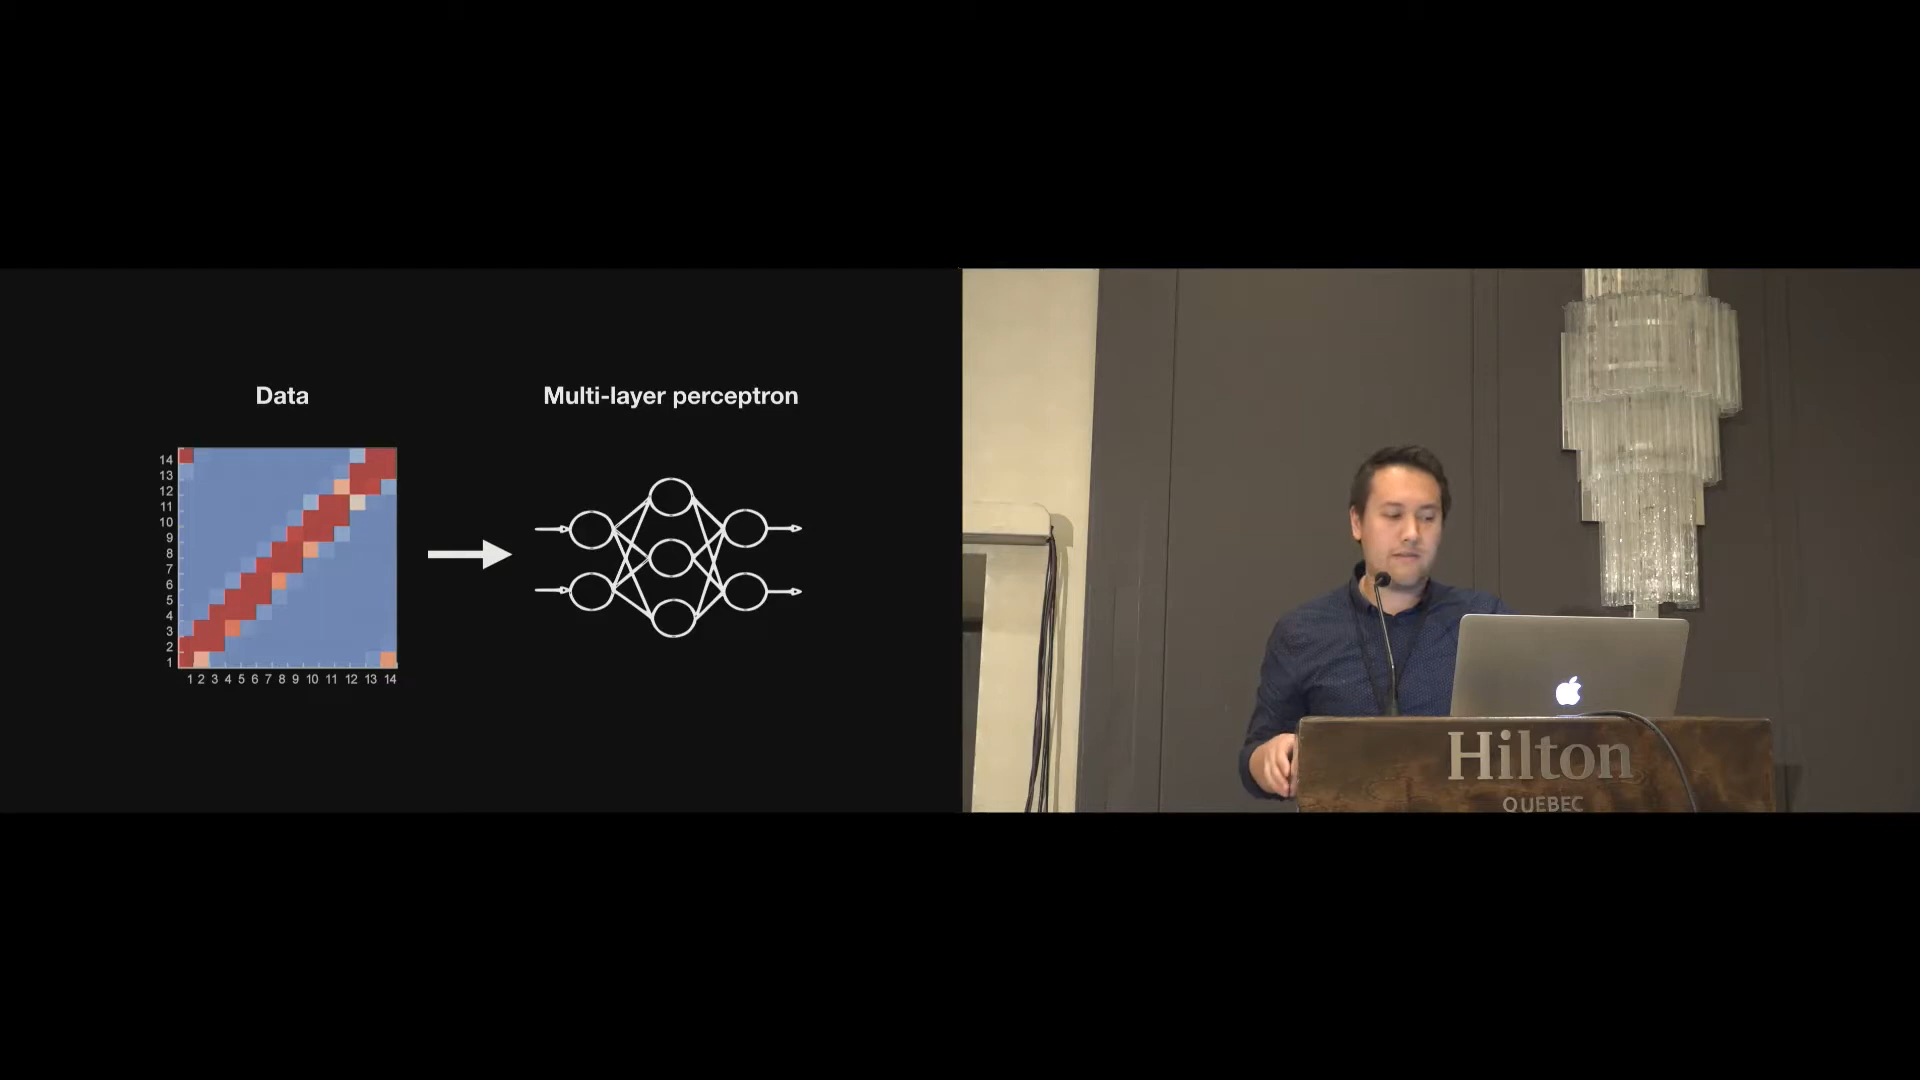 Data
Multi-layer perceptron
14
13
12
11
10
9
8
7
6
5
4
3
2
1
1 2 3 4 5 6 7 8 9 10 11 12 13 14
Hilton
QUEBEC